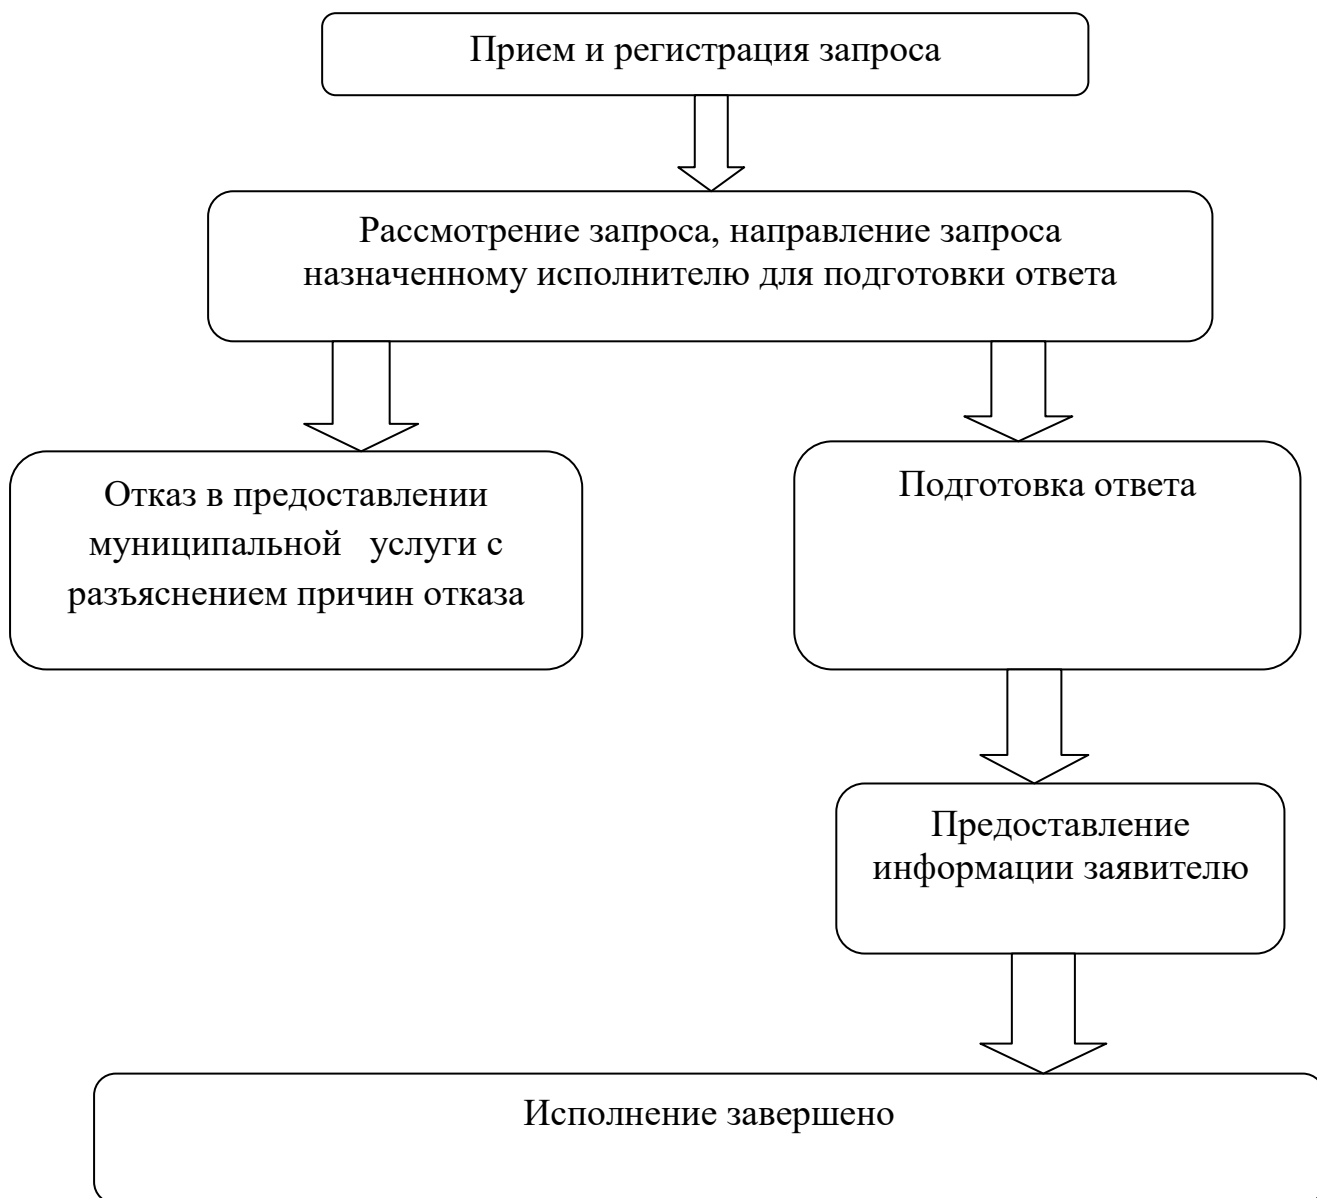 Прием и регистрация запроса
Рассмотрение запроса, направление запроса
назначенному исполнителю для подготовки ответа
Отказ в предоставлении
муниципальной услуги с
разъяснением причин отказа
Подготовка ответа
Предоставление
информации заявителю
Исполнение завершено